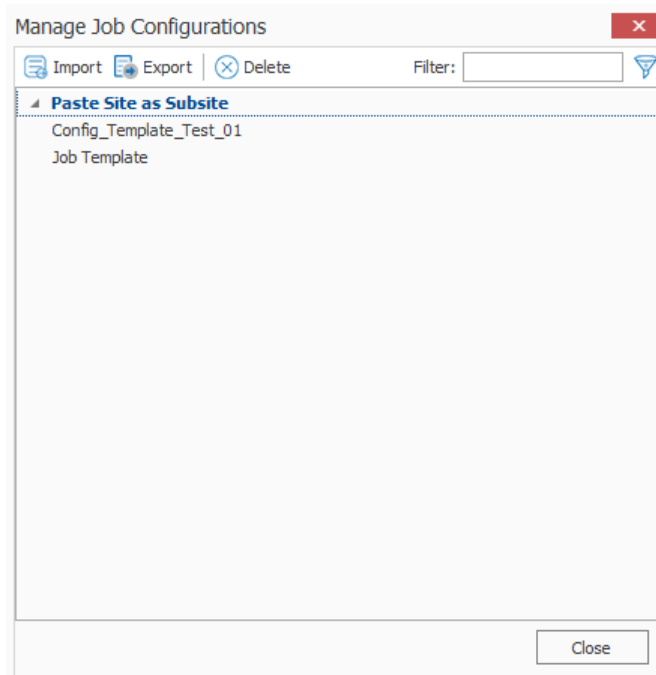 Manage Job Configurations
Import Export Delete Filter:
Paste Site as Subsite
Config_Template_Test_01
Job Template
Close